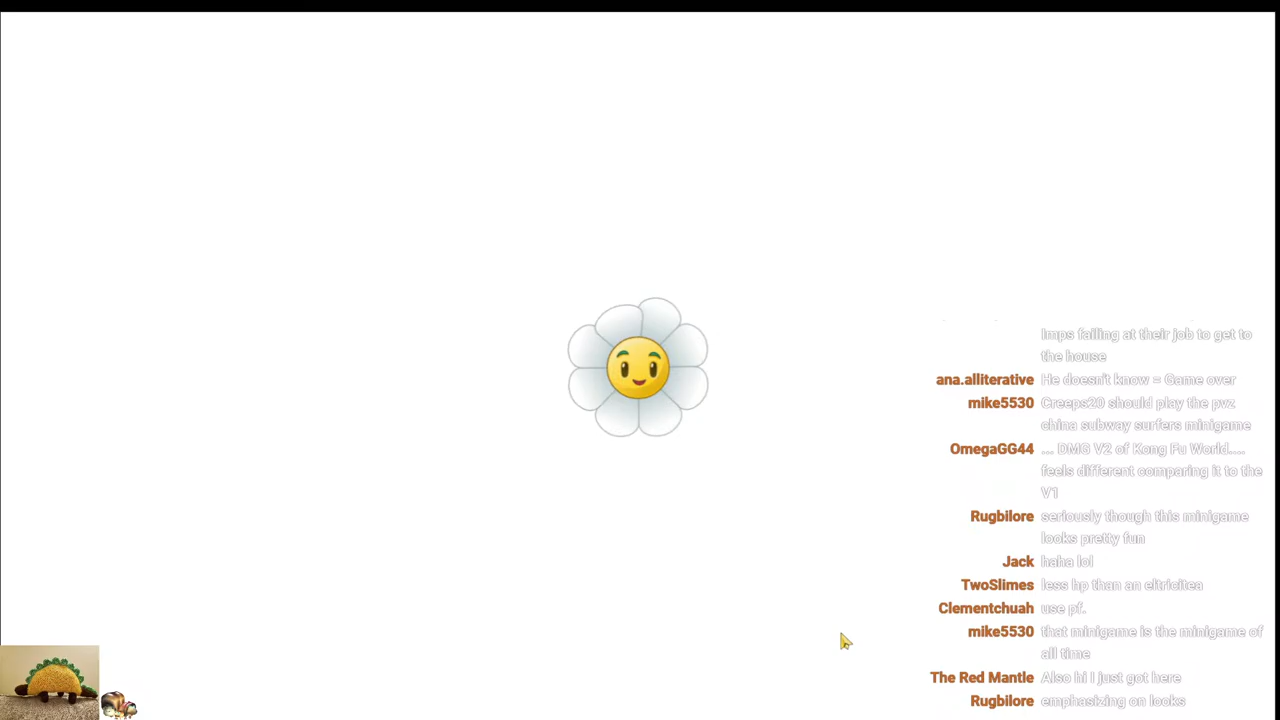 Imps failing at their job to get to
the house
ana.alliterative He doesn't know = Game over
mike5530 Creeps20 should play the pvz
china subway surfers minigame
OmegaGG44 ... DMG V2 of Kong Fu World....
feels different comparing it to the
V1
Rugbilore seriously though this minigame
looks pretty fun
Jack haha lol
TwoSlimes less hp than an eltricitea
Clementchuah use pf.
mike5530 that minigame is the minigame of
all time
The Red Mantle Also hi I just got here
Rugbilore emphasizing on looks